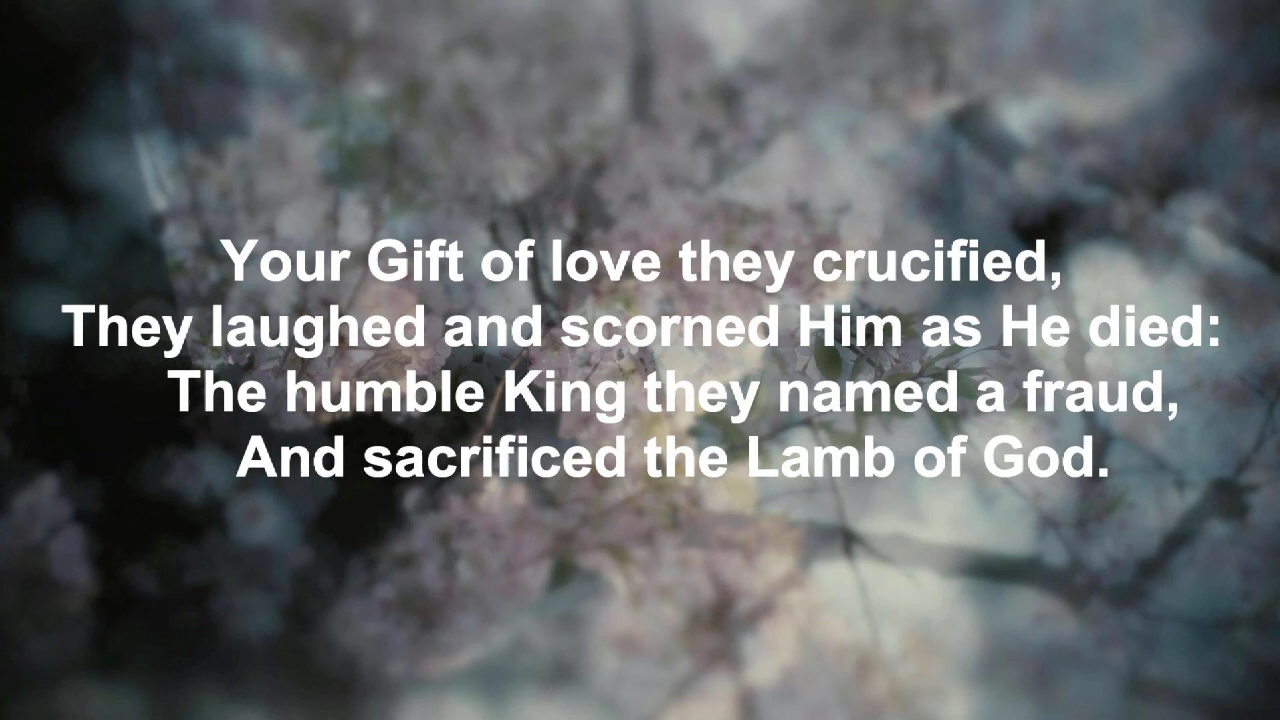 Your Gift of love they crucified,
They laughed and scorned Him as He died:
The humble King they named a fraud,
And sacrificed the Lamb of God.